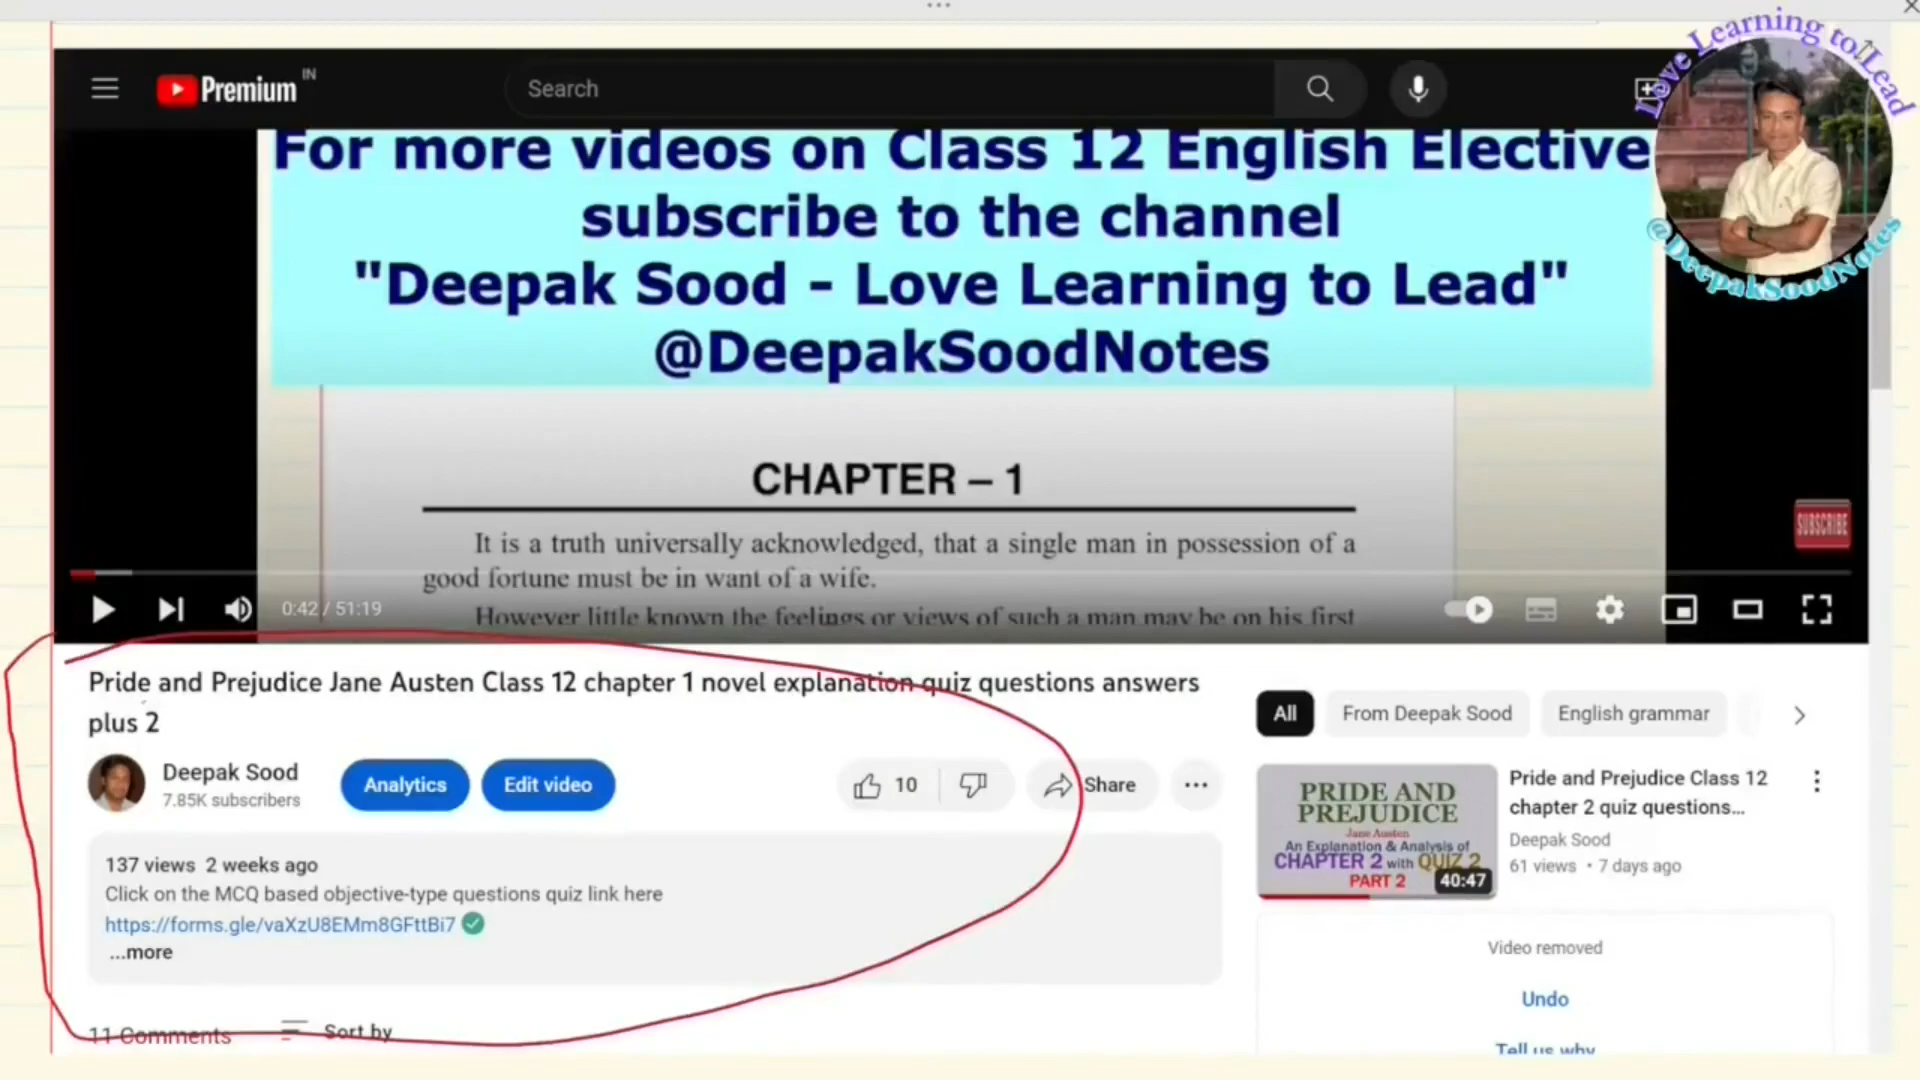 Love Learning to Lead
@DeepakSoodNotes
Premium IN
Search
For more videos on Class 12 English Elective
subscribe to the channel
"Deepak Sood - Love Learning to Lead"
@DeepakSoodNotes
CHAPTER – 1
It is a truth universally acknowledged, that a single man in possession of a
good fortune must be in want of a wife.
However little known the feelings or views of such a man may be on his first
SUBSCRIBE
0:42 / 51:19
Pride and Prejudice Jane Austen Class 12 chapter 1 novel explanation quiz questions answers
plus 2
Deepak Sood
7.85K subscribers
Analytics
Edit video
10
Share
137 views 2 weeks ago
Click on the MCQ based objective-type questions quiz link here
https://forms.gle/vaXzU8EMm8GFttBi7
...more
11 Comments
Sort by
All
From Deepak Sood
English grammar
PRIDE AND
PREJUDICE
Jane Austen
An Explanation & Analysis of
CHAPTER 2 with QUIZ 2
PART 2
40:47
Pride and Prejudice Class 12
chapter 2 quiz questions...
Deepak Sood
61 views • 7 days ago
Video removed
Undo
Tell us why